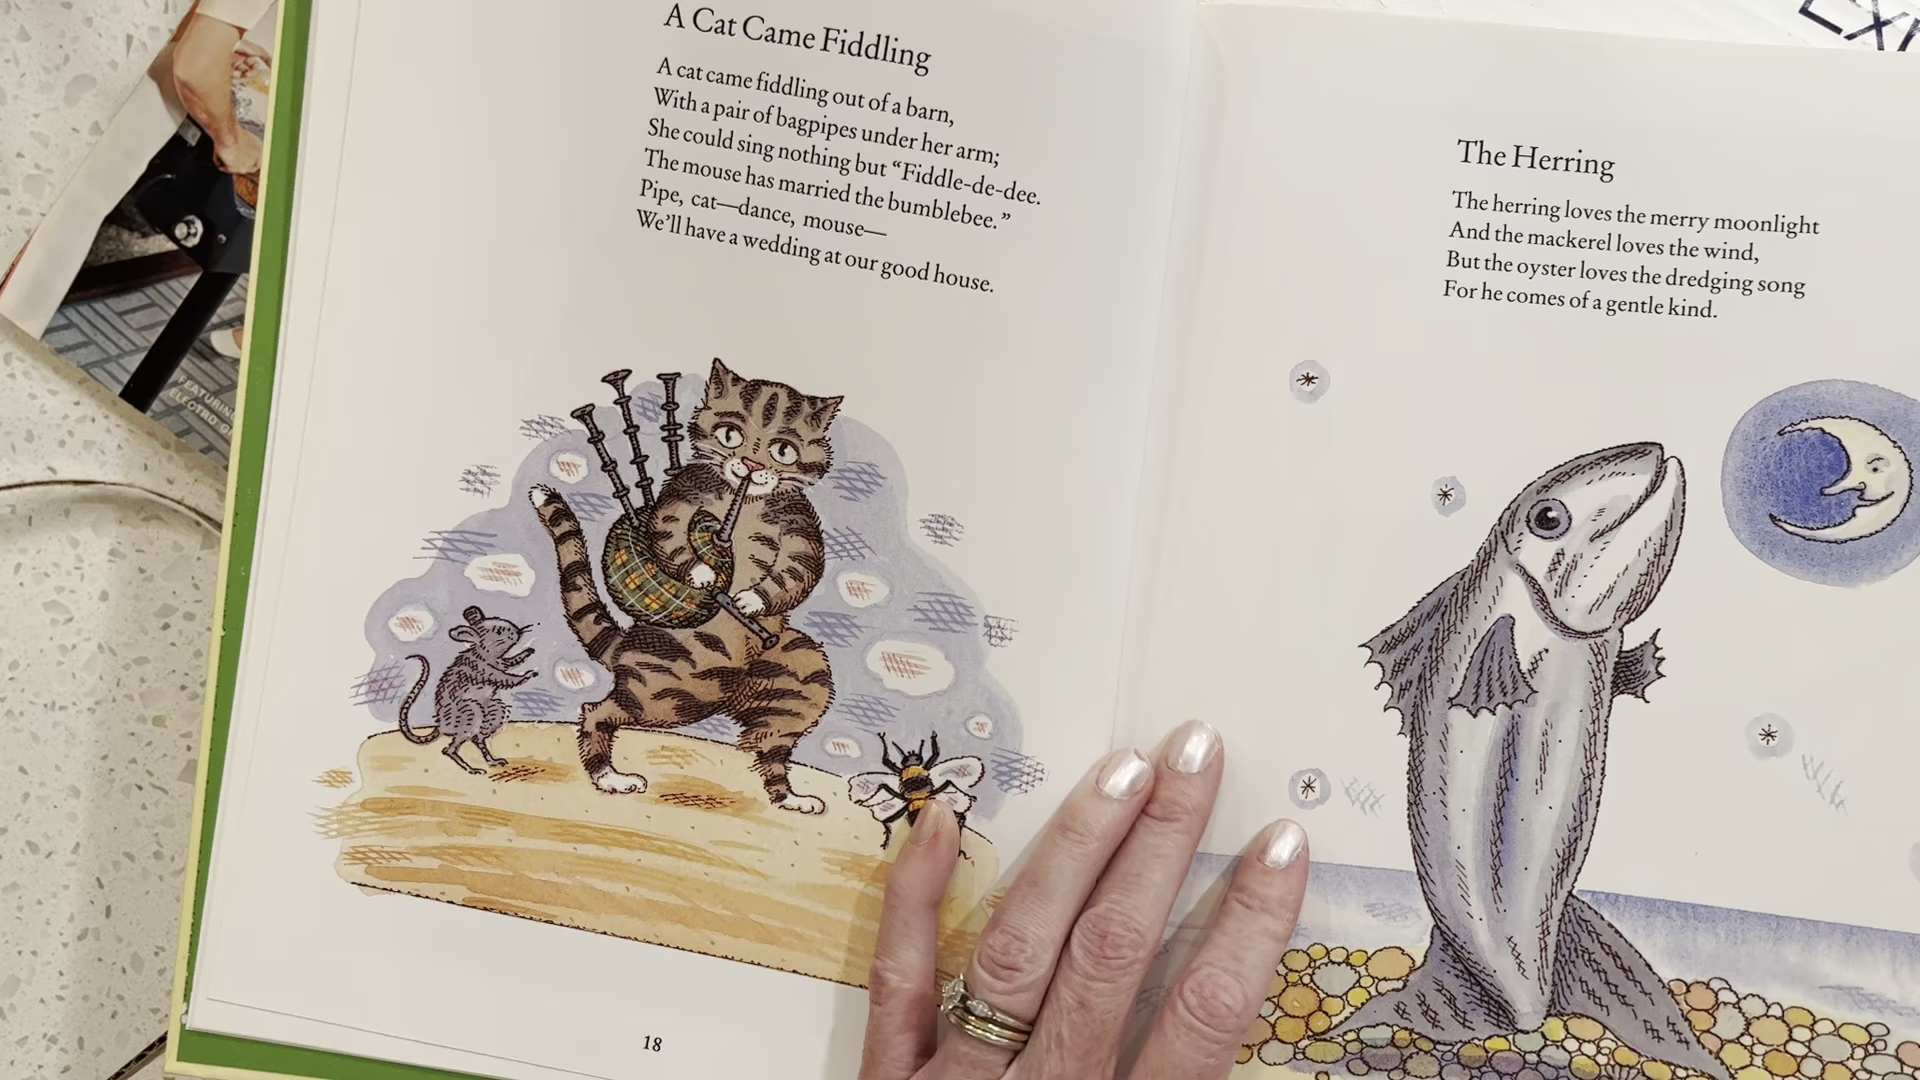 A Cat Came Fiddling
A cat came fiddling out of a barn,
With a pair of bagpipes under her arm;
She could sing nothing but “Fiddle-de-dee.
The mouse has married the bumblebee.”
Pipe, cat—dance, mouse—
We’ll have a wedding at our good house.
18
The Herring
The herring loves the merry moonlight
And the mackerel loves the wind,
But the oyster loves the dredging song
For he comes of a gentle kind.
FEATURING
ELECTRO